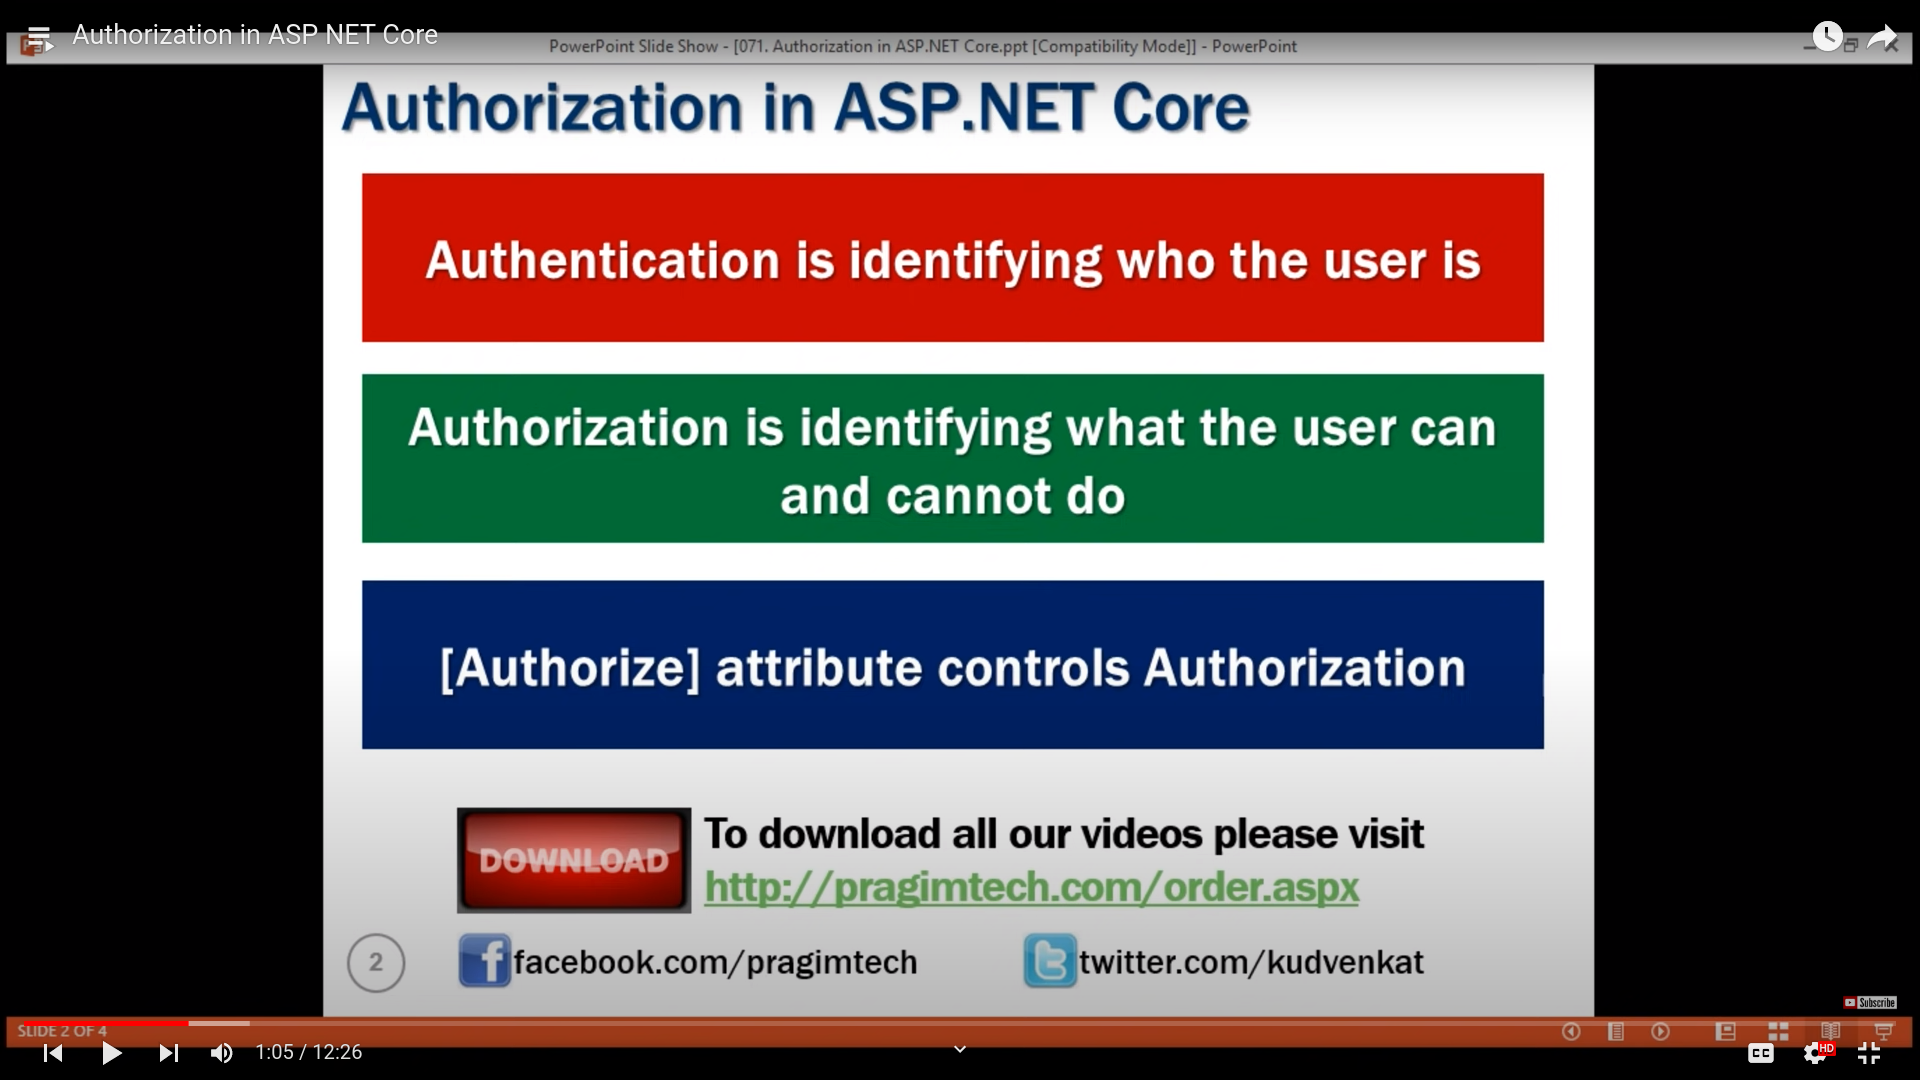 Authorization in ASP NET Core
PowerPoint Slide Show - [071. Authorization in ASP.NET Core.ppt [Compatibility Mode]] - PowerPoint
Authorization in ASP.NET Core
Authentication is identifying who the user is
Authorization is identifying what the user can
and cannot do
[Authorize] attribute controls Authorization
DOWNLOAD
To download all our videos please visit
http://pragimtech.com/order.aspx
2
facebook.com/pragimtech
twitter.com/kudvenkat
Subscribe
SLIDE 2 OF 4
1:05 / 12:26
CC
HD